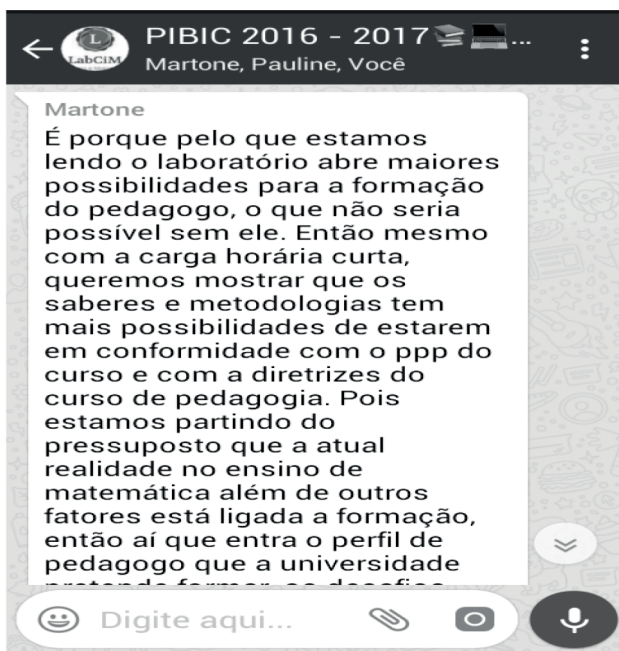 PIBIC 2016 - 2017📚💻...
LabCiM
Martone, Pauline, Você
Martone
É porque pelo que estamos
lendo o laboratório abre maiores
possibilidades para a formação
do pedagogo, o que não seria
possível sem ele. Então mesmo
com a carga horária curta,
queremos mostrar que os
saberes e metodologias tem
mais possibilidades de estarem
em conformidade com o ppp do
curso e com a diretrizes do
curso de pedagogia. Pois
estamos partindo do
pressuposto que a atual
realidade no ensino de
matemática além de outros
fatores está ligada a formação,
então aí que entra o perfil de
pedagogo que a universidade
Digite aqui...